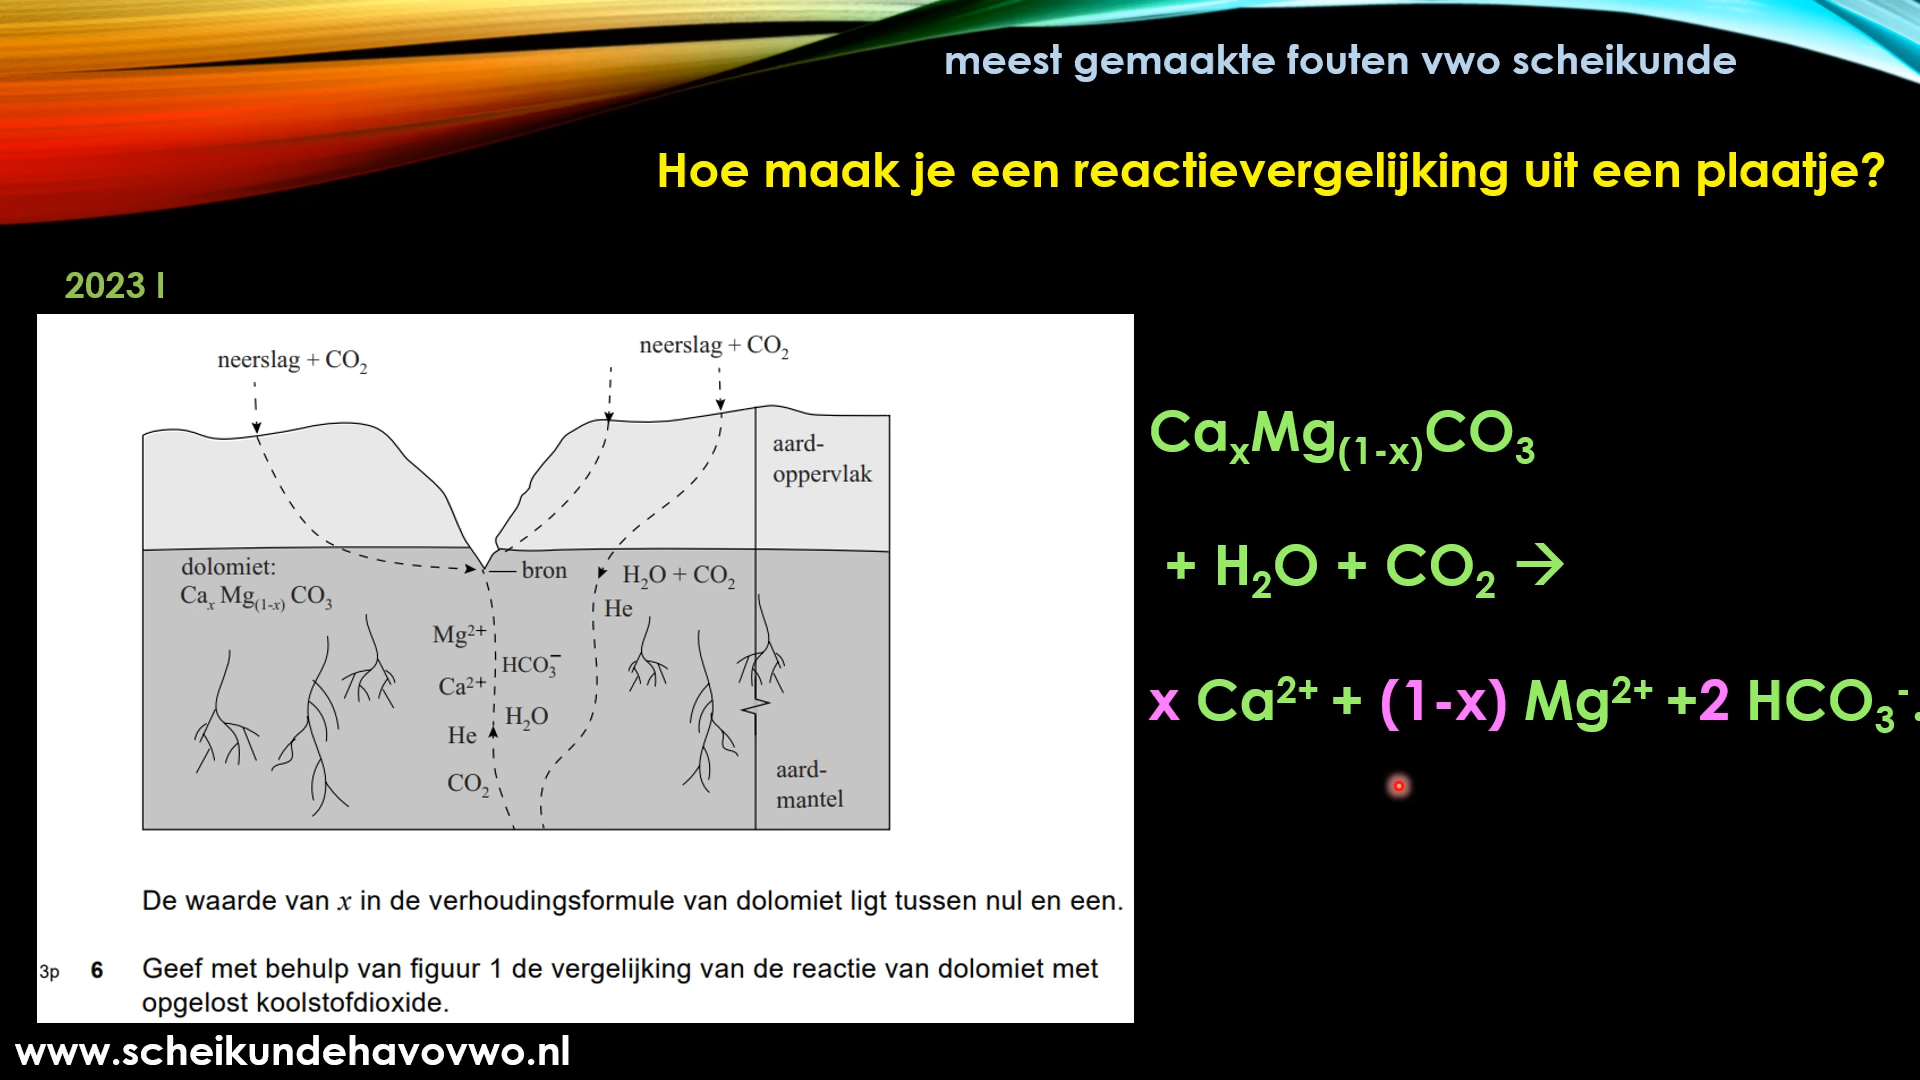 meest gemaakte fouten vwo scheikunde
Hoe maak je een reactievergelijking uit een plaatje?
2023 I
neerslag + CO₂
neerslag + CO₂
aard-
oppervlak
dolomiet:
CaₓMg₍₁₋ₓ₎CO₃
bron
H₂O + CO₂
He
Mg²⁺
HCO₃⁻
Ca²⁺
H₂O
He
CO₂
aard-
mantel
De waarde van x in de verhoudingsformule van dolomiet ligt tussen nul en een.
3p 6 Geef met behulp van figuur 1 de vergelijking van de reactie van dolomiet met
opgelost koolstofdioxide.
CaₓMg₍₁₋ₓ₎CO₃
+ H₂O + CO₂ →
x Ca²⁺ + (1-x) Mg²⁺ +2 HCO₃⁻.
www.scheikundehavovwo.nl